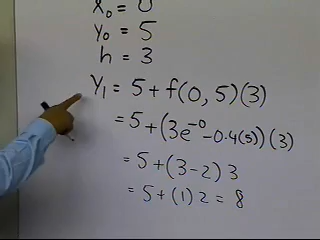 x₀ = 0
y₀ = 5
h = 3
y₁ = 5 + f(0, 5)(3)
= 5 + (3e⁻⁰ - 0.4(5))(3)
= 5 + (3-2) 3
= 5 + (1) 2 = 8